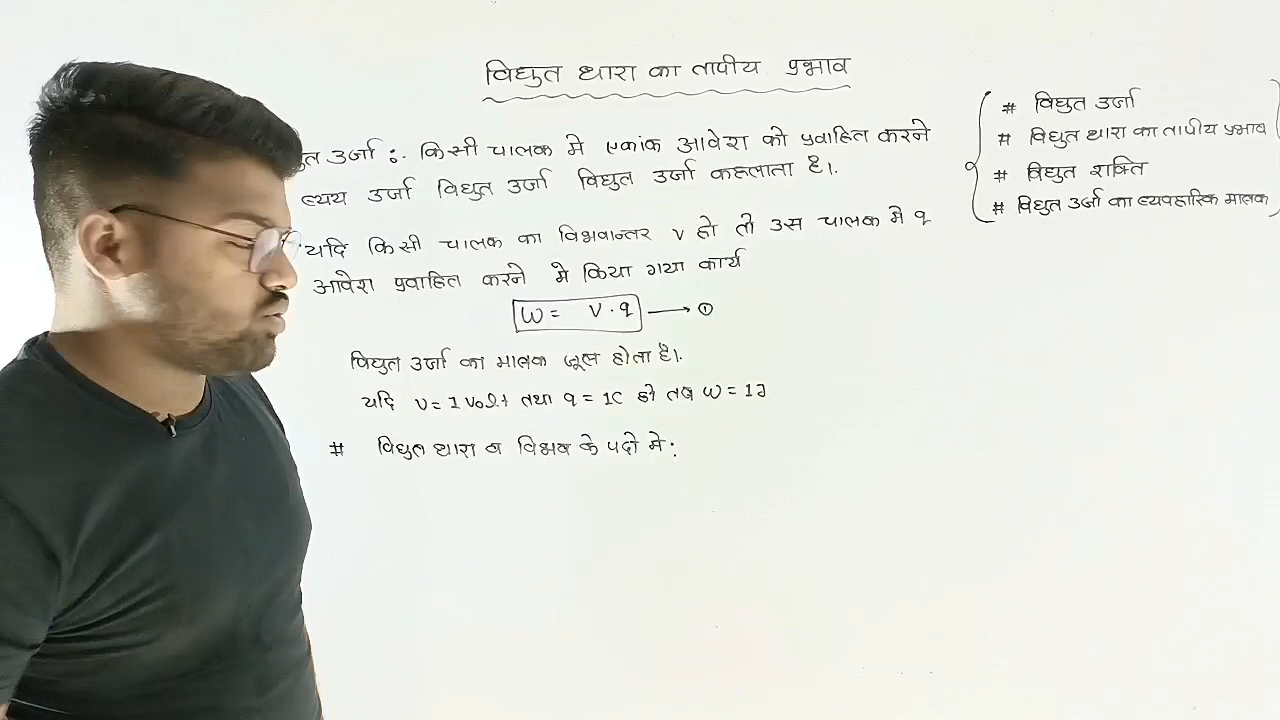 विद्युत धारा का तापीय प्रभाव
उर्जा :. किसी चालक मे एकांक आवेश को प्रवाहित करने
व्यय उर्जा विद्युत उर्जा विद्युत उर्जा कहलाता है।.
यदि किसी चालक का विभवान्तर V हो तो उस चालक मे q
आवेश प्रवाहित करने मे किया गया कार्य
W = V . q → ①
विद्युत उर्जा का मात्रक जूल होता है।.
यदि V = 1 Volt तथा q = 1C हो तब W = 1J
# विद्युत धारा व विभव के पदो मे :
# विद्युत उर्जा
# विद्युत धारा का तापीय प्रभाव
# विद्युत शक्ति
# विद्युत उर्जा का व्यवहारिक मात्रक